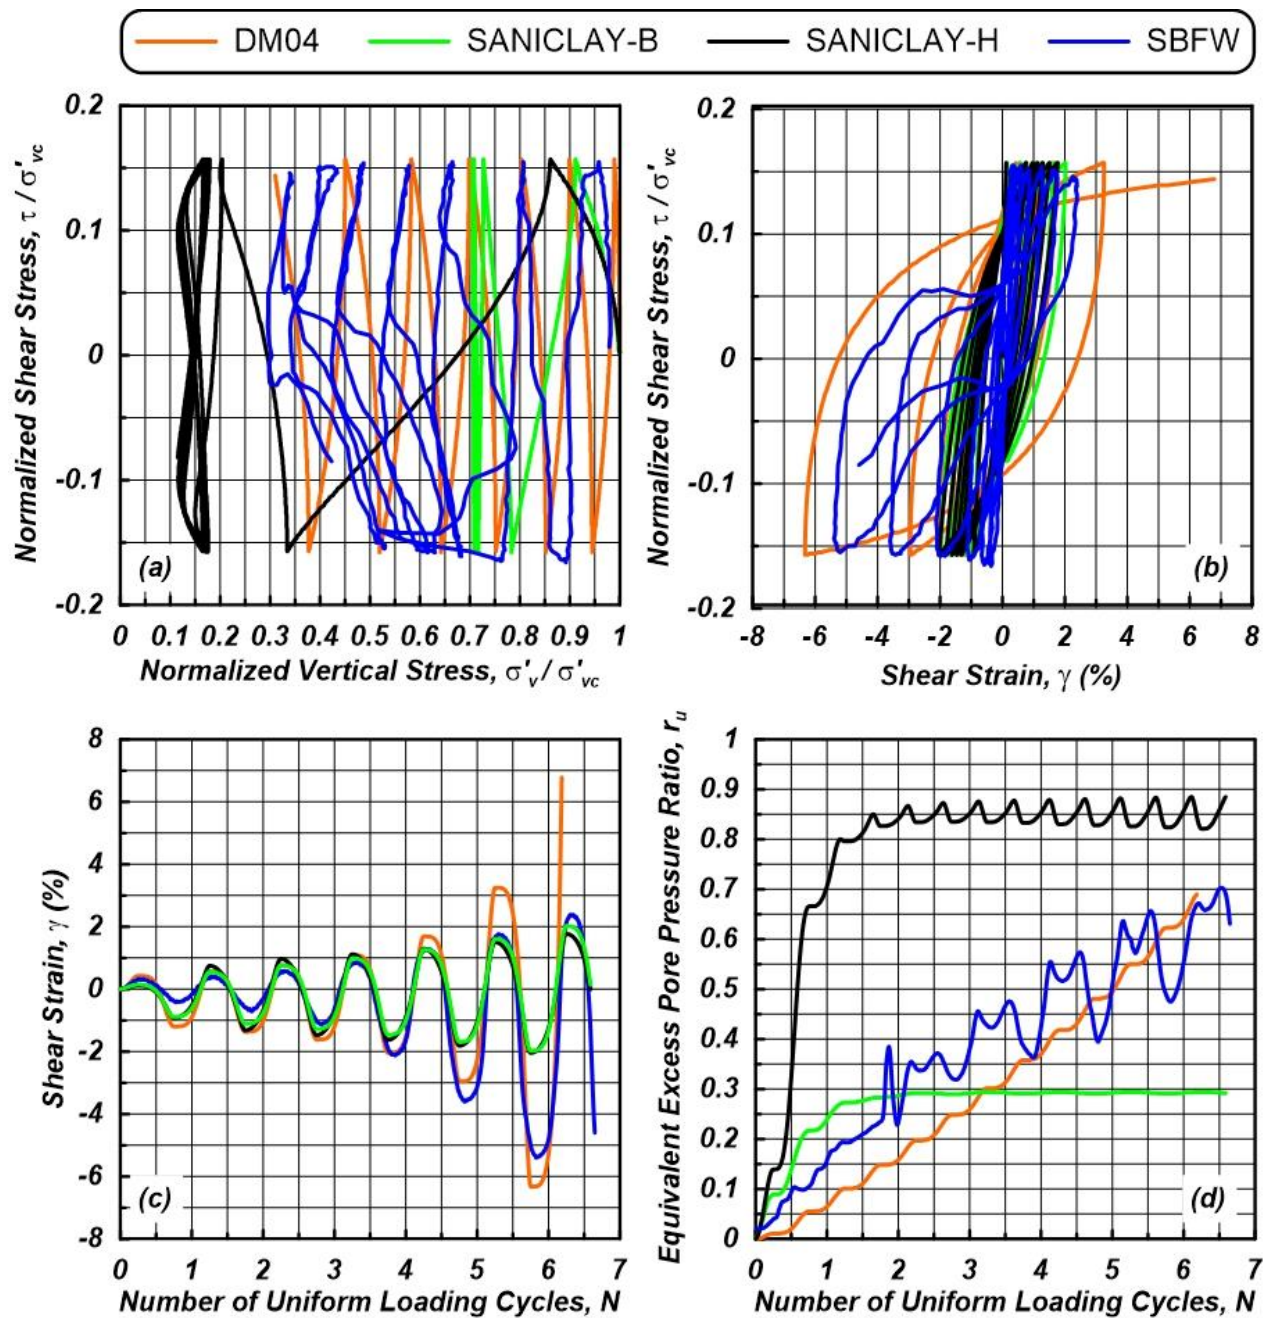 DM04 SANICLAY-B SANICLAY-H SBFW
Normalized Shear Stress, τ / σ'vc
0.2
0.1
0
-0.1
-0.2
(a)
0 0.1 0.2 0.3 0.4 0.5 0.6 0.7 0.8 0.9 1
Normalized Vertical Stress, σ'v / σ'vc
Normalized Shear Stress, τ / σ'vc
0.2
0.1
0
-0.1
-0.2
(b)
-8 -6 -4 -2 0 2 4 6 8
Shear Strain, γ (%)
Shear Strain, γ (%)
8
6
4
2
0
-2
-4
-6
-8
(c)
0 1 2 3 4 5 6 7
Number of Uniform Loading Cycles, N
Equivalent Excess Pore Pressure Ratio, ru
1
0.9
0.8
0.7
0.6
0.5
0.4
0.3
0.2
0.1
0
(d)
0 1 2 3 4 5 6 7
Number of Uniform Loading Cycles, N